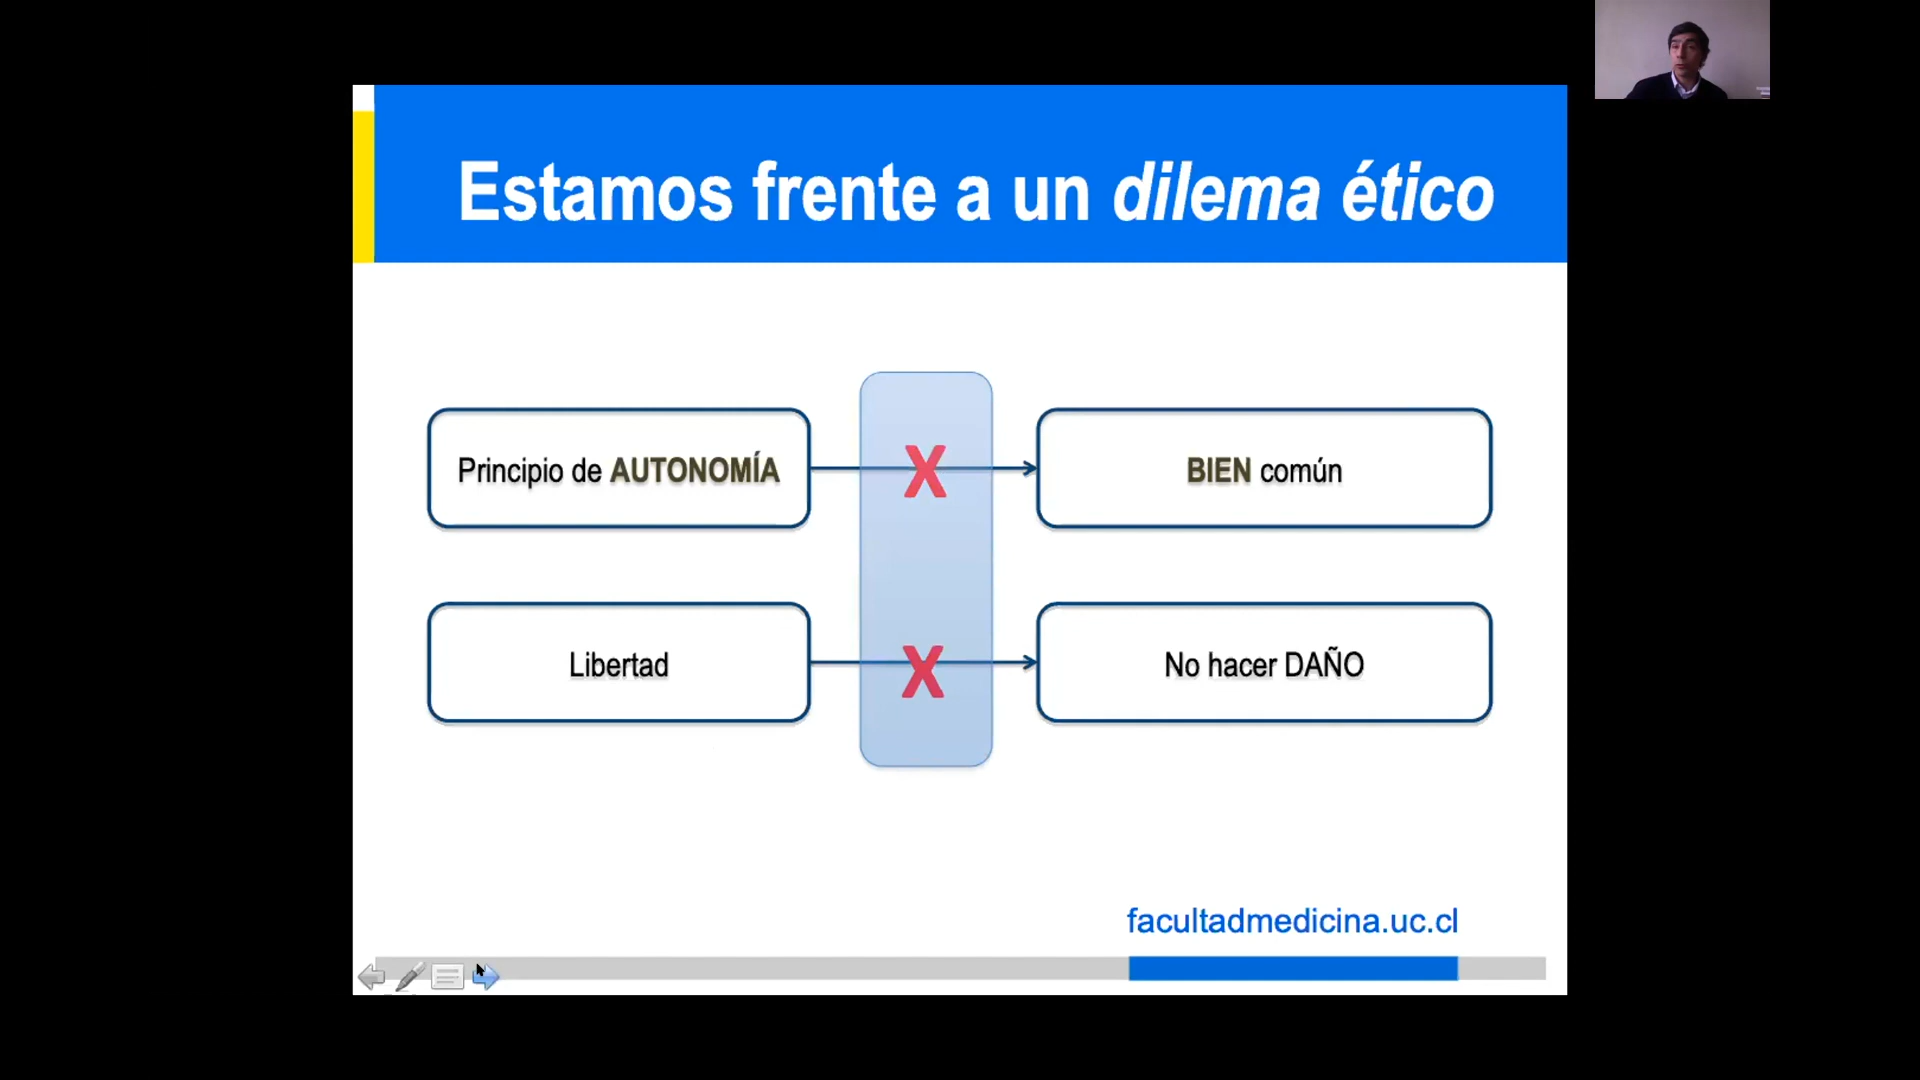 Estamos frente a un dilema ético
Principio de AUTONOMÍA
X
BIEN común
Libertad
X
No hacer DAÑO
facultadmedicina.uc.cl